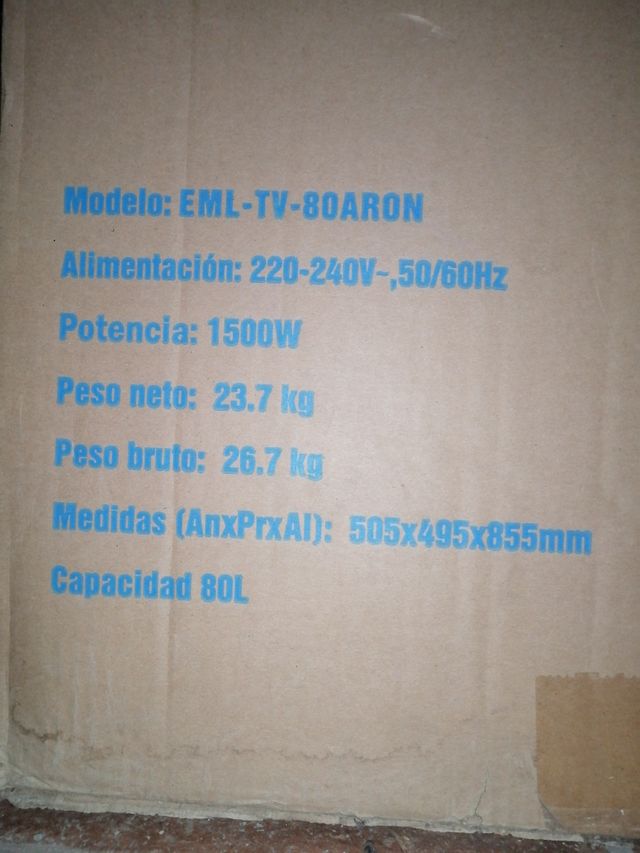 Modelo: EML-TV-80ARON
Alimentación: 220-240V~,50/60Hz
Potencia: 1500W
Peso neto: 23.7 kg
Peso bruto: 26.7 kg
Medidas (AnxPrxAl): 505x495x855mm
Capacidad 80L